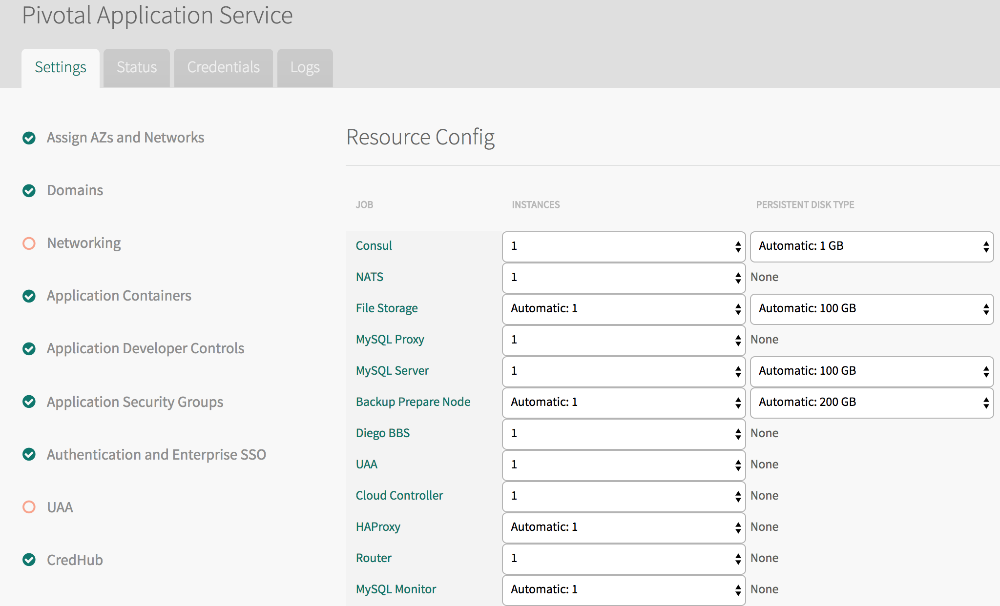 Pivotal Application Service
Settings Status Credentials Logs
Assign AZs and Networks
Domains
Networking
Application Containers
Application Developer Controls
Application Security Groups
Authentication and Enterprise SSO
UAA
CredHub
Resource Config
JOB INSTANCES PERSISTENT DISK TYPE
Consul 1 Automatic: 1 GB
NATS 1 None
File Storage Automatic: 1 Automatic: 100 GB
MySQL Proxy 1 None
MySQL Server 1 Automatic: 100 GB
Backup Prepare Node Automatic: 1 Automatic: 200 GB
Diego BBS 1 None
UAA 1 None
Cloud Controller 1 None
HAProxy Automatic: 1 None
Router 1 None
MySQL Monitor Automatic: 1 None